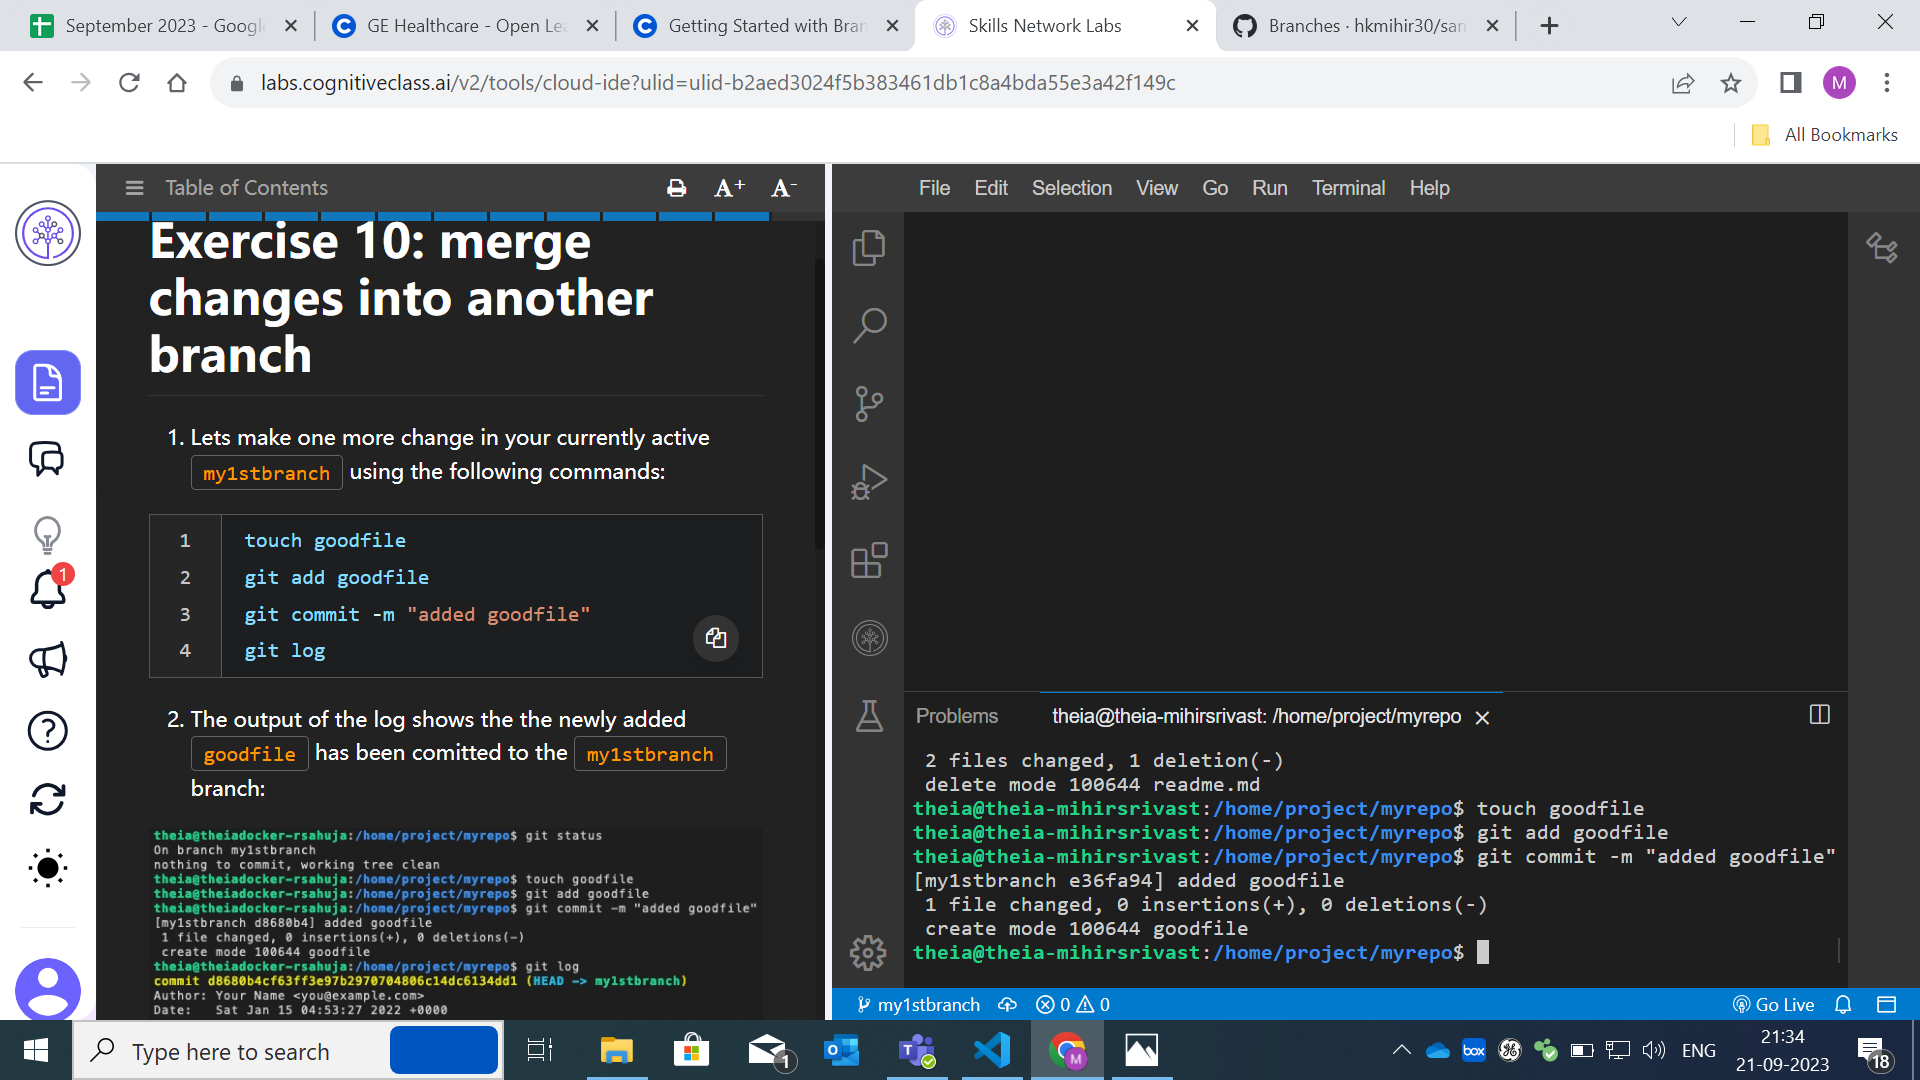 September 2023 - Google
GE Healthcare - Open Lea
Getting Started with Bran
Skills Network Labs
Branches · hkmihir30/sam
labs.cognitiveclass.ai/v2/tools/cloud-ide?ulid=ulid-b2aed3024f5b383461db1c8a4bda55e3a42f149c
M
All Bookmarks
Table of Contents
A+ A-
File Edit Selection View Go Run Terminal Help
Exercise 10: merge
changes into another
branch
1. Lets make one more change in your currently active
my1stbranch using the following commands:
1 touch goodfile
2 git add goodfile
3 git commit -m "added goodfile"
4 git log
2. The output of the log shows the the newly added
goodfile has been comitted to the my1stbranch
branch:
theia@theiadocker-rsahuja:/home/project/myrepo$ git status
On branch my1stbranch
nothing to commit, working tree clean
theia@theiadocker-rsahuja:/home/project/myrepo$ touch goodfile
theia@theiadocker-rsahuja:/home/project/myrepo$ git add goodfile
theia@theiadocker-rsahuja:/home/project/myrepo$ git commit -m "added goodfile"
[my1stbranch d8680b4] added goodfile
1 file changed, 0 insertions(+), 0 deletions(-)
create mode 100644 goodfile
theia@theiadocker-rsahuja:/home/project/myrepo$ git log
commit d8680b4cf63ff3e97b2970704806c14dc6134dd1 (HEAD -> my1stbranch)
Author: Your Name <you@example.com>
Date: Sat Jan 15 04:53:27 2022 +0000
1
Problems
theia@theia-mihirsrivast: /home/project/myrepo
2 files changed, 1 deletion(-)
delete mode 100644 readme.md
theia@theia-mihirsrivast:/home/project/myrepo$ touch goodfile
theia@theia-mihirsrivast:/home/project/myrepo$ git add goodfile
theia@theia-mihirsrivast:/home/project/myrepo$ git commit -m "added goodfile"
[my1stbranch e36fa94] added goodfile
1 file changed, 0 insertions(+), 0 deletions(-)
create mode 100644 goodfile
theia@theia-mihirsrivast:/home/project/myrepo$
my1stbranch 0 0
Go Live
Type here to search
1
M
box
ENG
21:34
21-09-2023
18